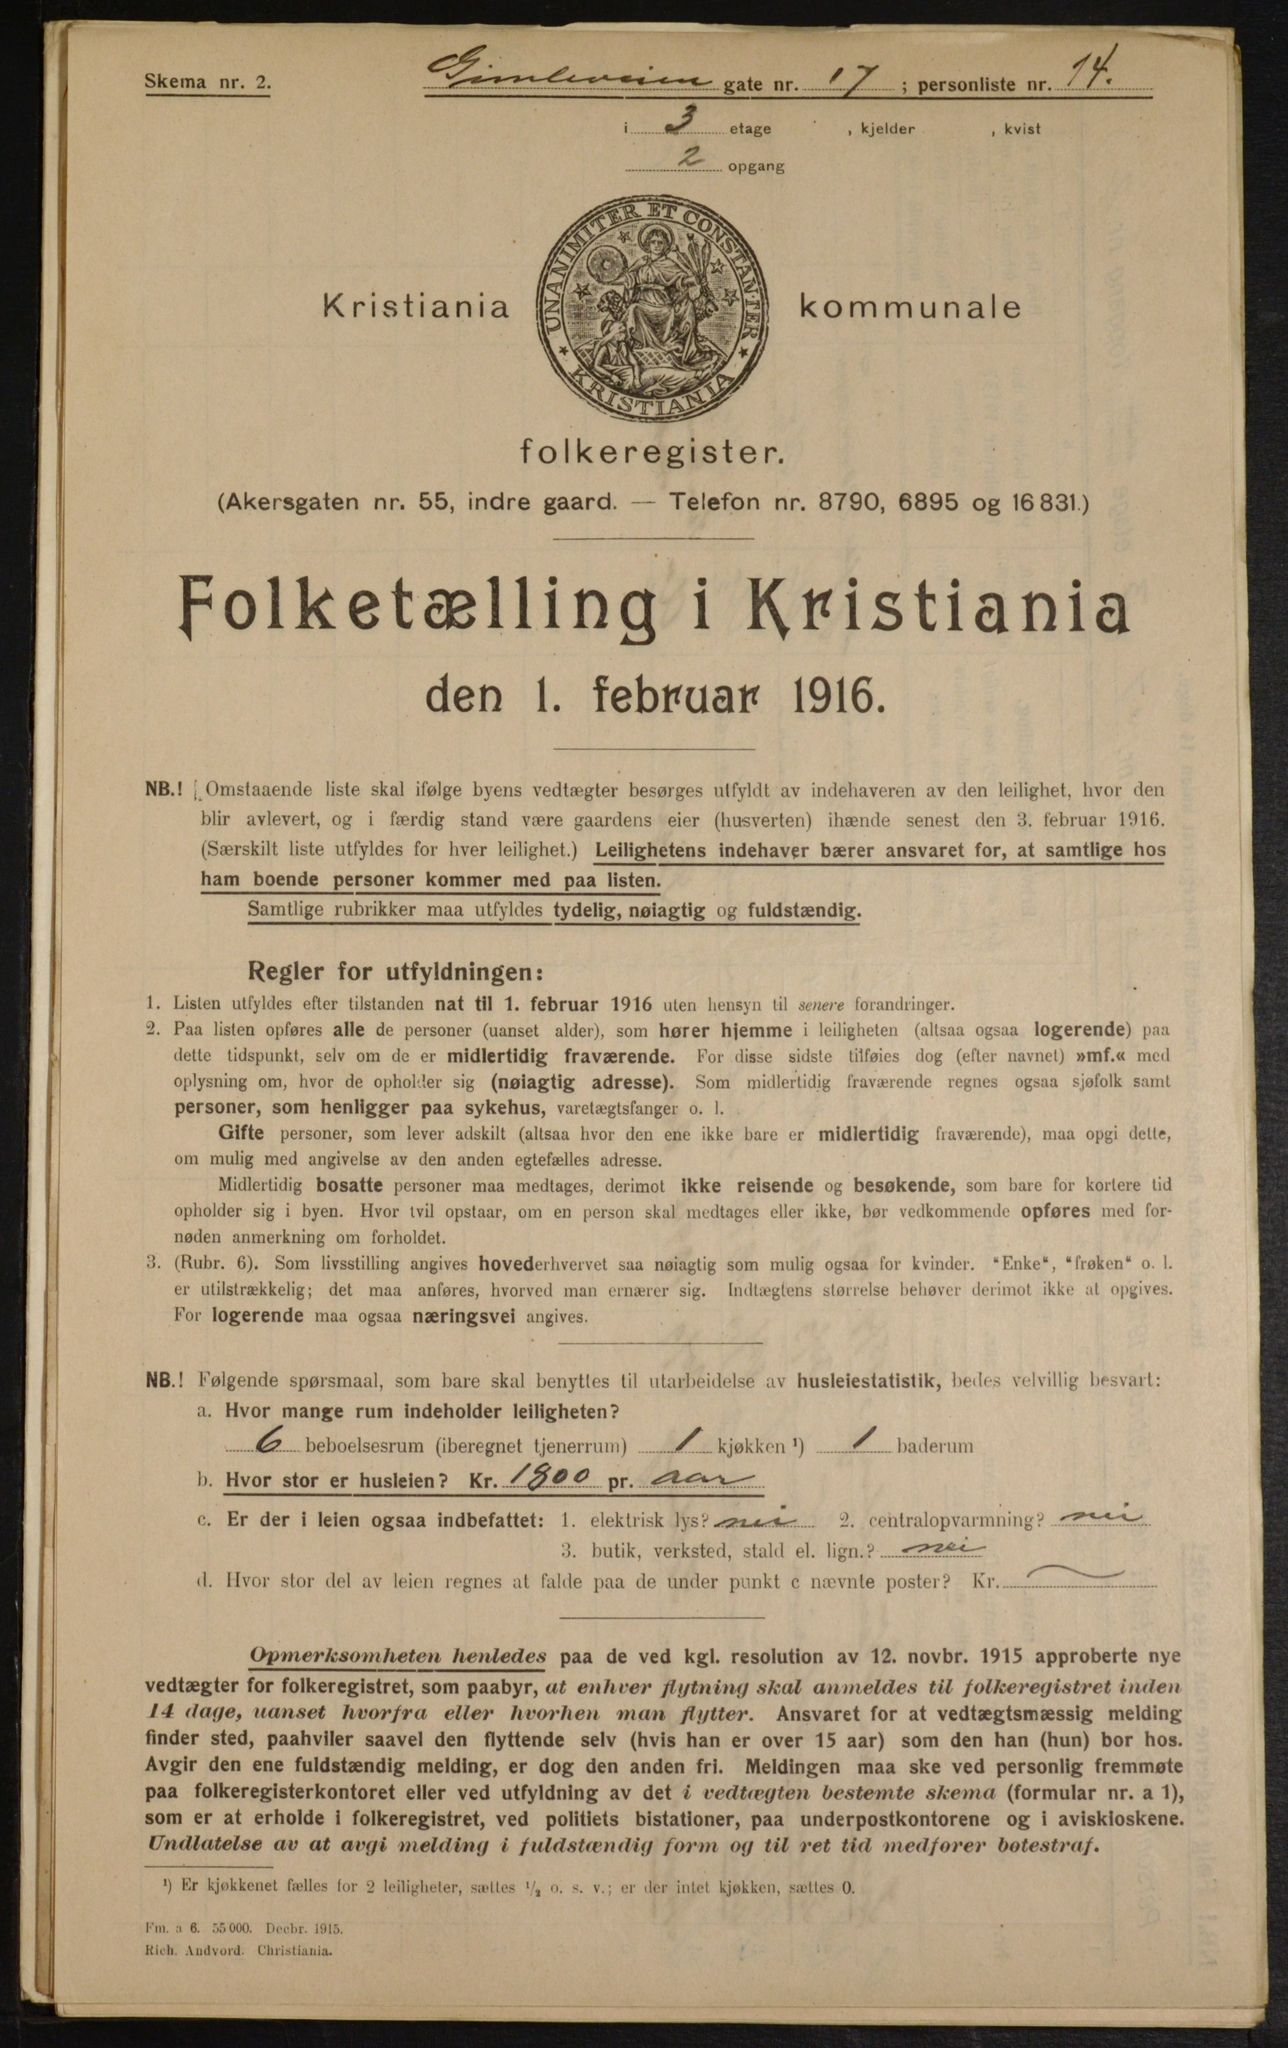 Skema nr. 2.
Gimleveien gate nr. 17 ; personliste nr. 14.
i 3 etage , kjelder , kvist
2 opgang
UNANIMITER ET CONSTANTER
★ KRISTIANIA ★
Kristiania kommunale
folkeregister.
(Akersgaten nr. 55, indre gaard. — Telefon nr. 8790, 6895 og 16 831.)
Folketælling i Kristiania
den 1. februar 1916.
NB.! Omstaaende liste skal ifølge byens vedtægter besørges utfyldt av indehaveren av den leilighet, hvor den
blir avlevert, og i færdig stand være gaardens eier (husverten) ihænde senest den 3. februar 1916.
(Særskilt liste utfyldes for hver leilighet.) Leilighetens indehaver bærer ansvaret for, at samtlige hos
ham boende personer kommer med paa listen.
Samtlige rubrikker maa utfyldes tydelig, nøiagtig og fuldstændig.
Regler for utfyldningen:
1. Listen utfyldes efter tilstanden nat til 1. februar 1916 uten hensyn til senere forandringer.
2. Paa listen opføres alle de personer (uanset alder), som hører hjemme i leiligheten (altsaa ogsaa logerende) paa
dette tidspunkt, selv om de er midlertidig fraværende. For disse sidste tilføies dog (efter navnet) »mf.« med
oplysning om, hvor de opholder sig (nøiagtig adresse). Som midlertidig fraværende regnes ogsaa sjøfolk samt
personer, som henligger paa sykehus, varetægtsfanger o. l.
Gifte personer, som lever adskilt (altsaa hvor den ene ikke bare er midlertidig fraværende), maa opgi dette,
om mulig med angivelse av den anden egtefælles adresse.
Midlertidig bosatte personer maa medtages, derimot ikke reisende og besøkende, som bare for kortere tid
opholder sig i byen. Hvor tvil opstaar, om en person skal medtages eller ikke, bør vedkommende opføres med for-
nøden anmerkning om forholdet.
3. (Rubr. 6). Som livsstilling angives hovederhvervet saa nøiagtig som mulig ogsaa for kvinder. "Enke", "frøken" o. l.
er utilstrækkelig; det maa anføres, hvorved man ernærer sig. Indtægtens størrelse behøver derimot ikke at opgives.
For logerende maa ogsaa næringsvei angives.
NB.! Følgende spørsmaal, som bare skal benyttes til utarbeidelse av husleiestatistik, bedes velvillig besvart:
a. Hvor mange rum indeholder leiligheten?
6 beboelsesrum (iberegnet tjenerrum) 1 kjøkken ¹) 1 baderum
b. Hvor stor er husleien? Kr. 1800 pr. aar
c. Er der i leien ogsaa indbefattet: 1. elektrisk lys? nei 2. centralopvarmning? nei
3. butik, verksted, stald el. lign.? nei
d. Hvor stor del av leien regnes at falde paa de under punkt c nævnte poster? Kr.
Opmerksomheten henledes paa de ved kgl. resolution av 12. novbr. 1915 approberte nye
vedtægter for folkeregistret, som paabyr, at enhver flytning skal anmeldes til folkeregistret inden
14 dage, uanset hvorfra eller hvorhen man flytter. Ansvaret for at vedtægtsmæssig melding
finder sted, paahviler saavel den flyttende selv (hvis han er over 15 aar) som den han (hun) bor hos.
Avgir den ene fuldstændig melding, er dog den anden fri. Meldingen maa ske ved personlig fremmøte
paa folkeregisterkontoret eller ved utfyldning av det i vedtægten bestemte skema (formular nr. a 1),
som er at erholde i folkeregistret, ved politiets bistationer, paa underpostkontorene og i aviskioskene.
Undlatelse av at avgi melding i fuldstændig form og til ret tid medfører bøtestraf.
¹) Er kjøkkenet fælles for 2 leiligheter, sættes ½ o. s. v.; er der intet kjøkken, sættes 0.
Fm. a 6. 55 000. Decbr. 1915.
Rich. Andvord. Christiania.